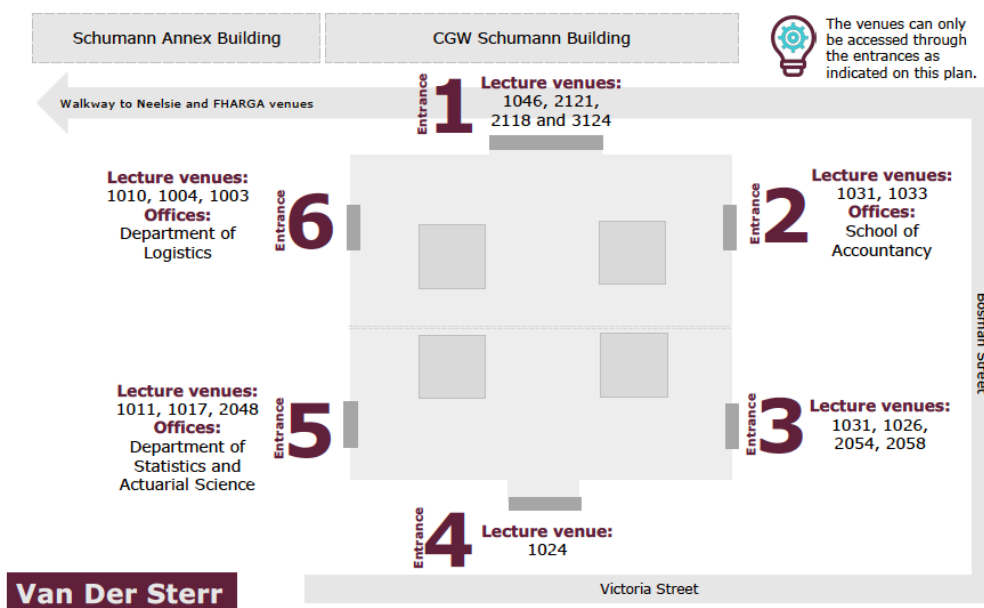 Schumann Annex Building
CGW Schumann Building
The venues can only
be accessed through
the entrances as
indicated on this plan.
Walkway to Neelsie and FHARGA venues
Entrance
1
Lecture venues:
1046, 2121,
2118 and 3124
Lecture venues:
1010, 1004, 1003
Offices:
Department of
Logistics
Entrance
6
Entrance
2
Lecture venues:
1031, 1033
Offices:
School of
Accountancy
Bosman Street
Lecture venues:
1011, 1017, 2048
Offices:
Department of
Statistics and
Actuarial Science
Entrance
5
Entrance
3
Lecture venues:
1031, 1026,
2054, 2058
Entrance
4
Lecture venue:
1024
Van Der Sterr
Victoria Street